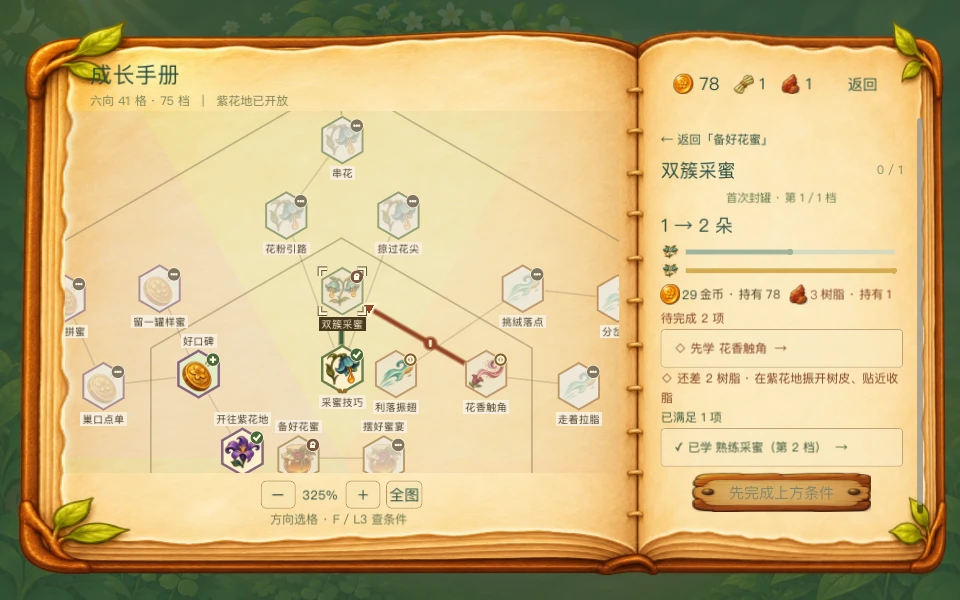 成长手册
六向 41 格 · 75 档 ｜ 紫花地已开放
串花
花粉引路
掠过花尖
拼蜜
留一罐样蜜
双簇采蜜
挑绒落点
分岔
好口碑
巢口点单
采蜜技巧
利落振翅
花香触角
走着拉脂
开往紫花地
备好花蜜
摆好蜜宴
− 325% + 全图
方向选格 · F / L3 查条件
78 1 1 返回
← 返回「备好花蜜」
双簇采蜜 0 / 1
首次封罐 · 第 1 / 1 档
1 → 2 朵
29 金币 · 持有 78 3 树脂 · 持有 1
待完成 2 项
◇ 先学 花香触角 →
◇ 还差 2 树脂 · 在紫花地振开树皮、贴近收
脂
已满足 1 项
✓ 已学 熟练采蜜（第 2 档） →
先完成上方条件